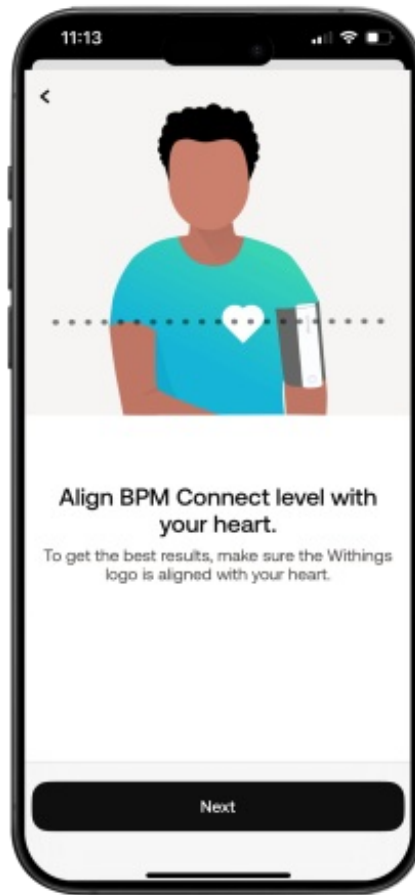 11:13
Align BPM Connect level with
your heart.
To get the best results, make sure the Withings
logo is aligned with your heart.
Next